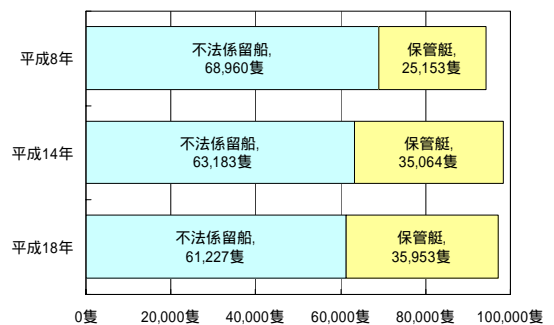 平成8年
不法係留船,
68,960隻
保管艇,
25,153隻
平成14年
不法係留船,
63,183隻
保管艇,
35,064隻
平成18年
不法係留船,
61,227隻
保管艇,
35,953隻
0隻 20,000隻 40,000隻 60,000隻 80,000隻 100,000隻